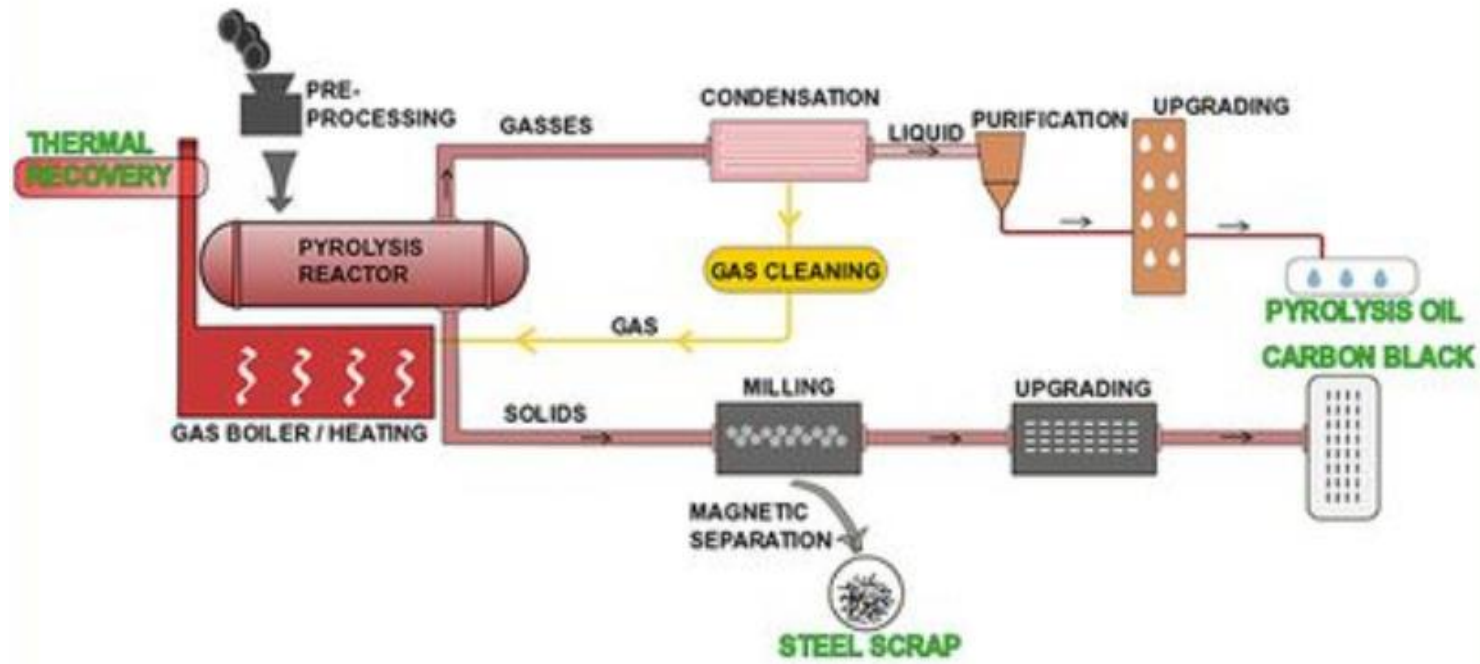 PRE-
PROCESSING
THERMAL
RECOVERY
GASSES
CONDENSATION
LIQUID
PURIFICATION
UPGRADING
PYROLYSIS
REACTOR
GAS CLEANING
GAS
PYROLYSIS OIL
CARBON BLACK
GAS BOILER / HEATING
SOLIDS
MILLING
UPGRADING
MAGNETIC
SEPARATION
STEEL SCRAP